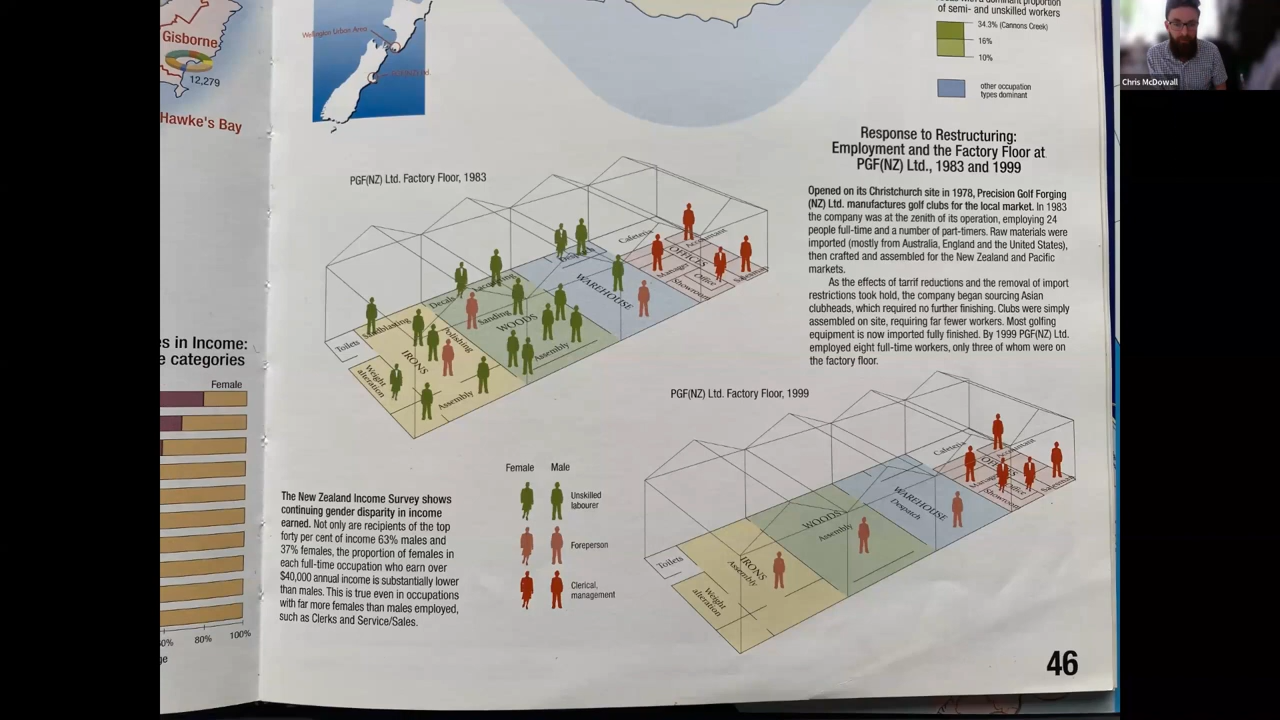 Gisborne
12,279
Hawke's Bay
s in Income:
e categories
Female
80%
100%
Wellington Urban Area
of semi- and unskilled workers
34.3% (Cannons Creek)
16%
10%
other occupation
types dominant
Chris McDowall
Response to Restructuring:
Employment and the Factory Floor at
PGF(NZ) Ltd., 1983 and 1999
Opened on its Christchurch site in 1978, Precision Golf Forging
(NZ) Ltd. manufactures golf clubs for the local market. In 1983
the company was at the zenith of its operation, employing 24
people full-time and a number of part-timers. Raw materials were
imported (mostly from Australia, England and the United States),
then crafted and assembled for the New Zealand and Pacific
markets.
As the effects of tarrif reductions and the removal of import
restrictions took hold, the company began sourcing Asian
clubheads, which required no further finishing. Clubs were simply
assembled on site, requiring far fewer workers. Most golfing
equipment is now imported fully finished. By 1999 PGF(NZ) Ltd.
employed eight full-time workers, only three of whom were on
the factory floor.
PGF(NZ) Ltd. Factory Floor, 1983
Cafeteria
Accountant
OFFICES
Office
Showroom
WAREHOUSE
Decals
Sanding
WOODS
Assembly
Polishing
Toilets
IRONS
Weight
alteration
Assembly
PGF(NZ) Ltd. Factory Floor, 1999
Cafeteria
Accountant
Office
Showroom
WAREHOUSE
Despatch
WOODS
Assembly
Toilets
IRONS
Assembly
Weight
alteration
Female Male
Unskilled
labourer
Foreperson
Clerical,
management
The New Zealand Income Survey shows
continuing gender disparity in income
earned. Not only are recipients of the top
forty per cent of income 63% males and
37% females, the proportion of females in
each full-time occupation who earn over
$40,000 annual income is substantially lower
than males. This is true even in occupations
with far more females than males employed,
such as Clerks and Service/Sales.
46